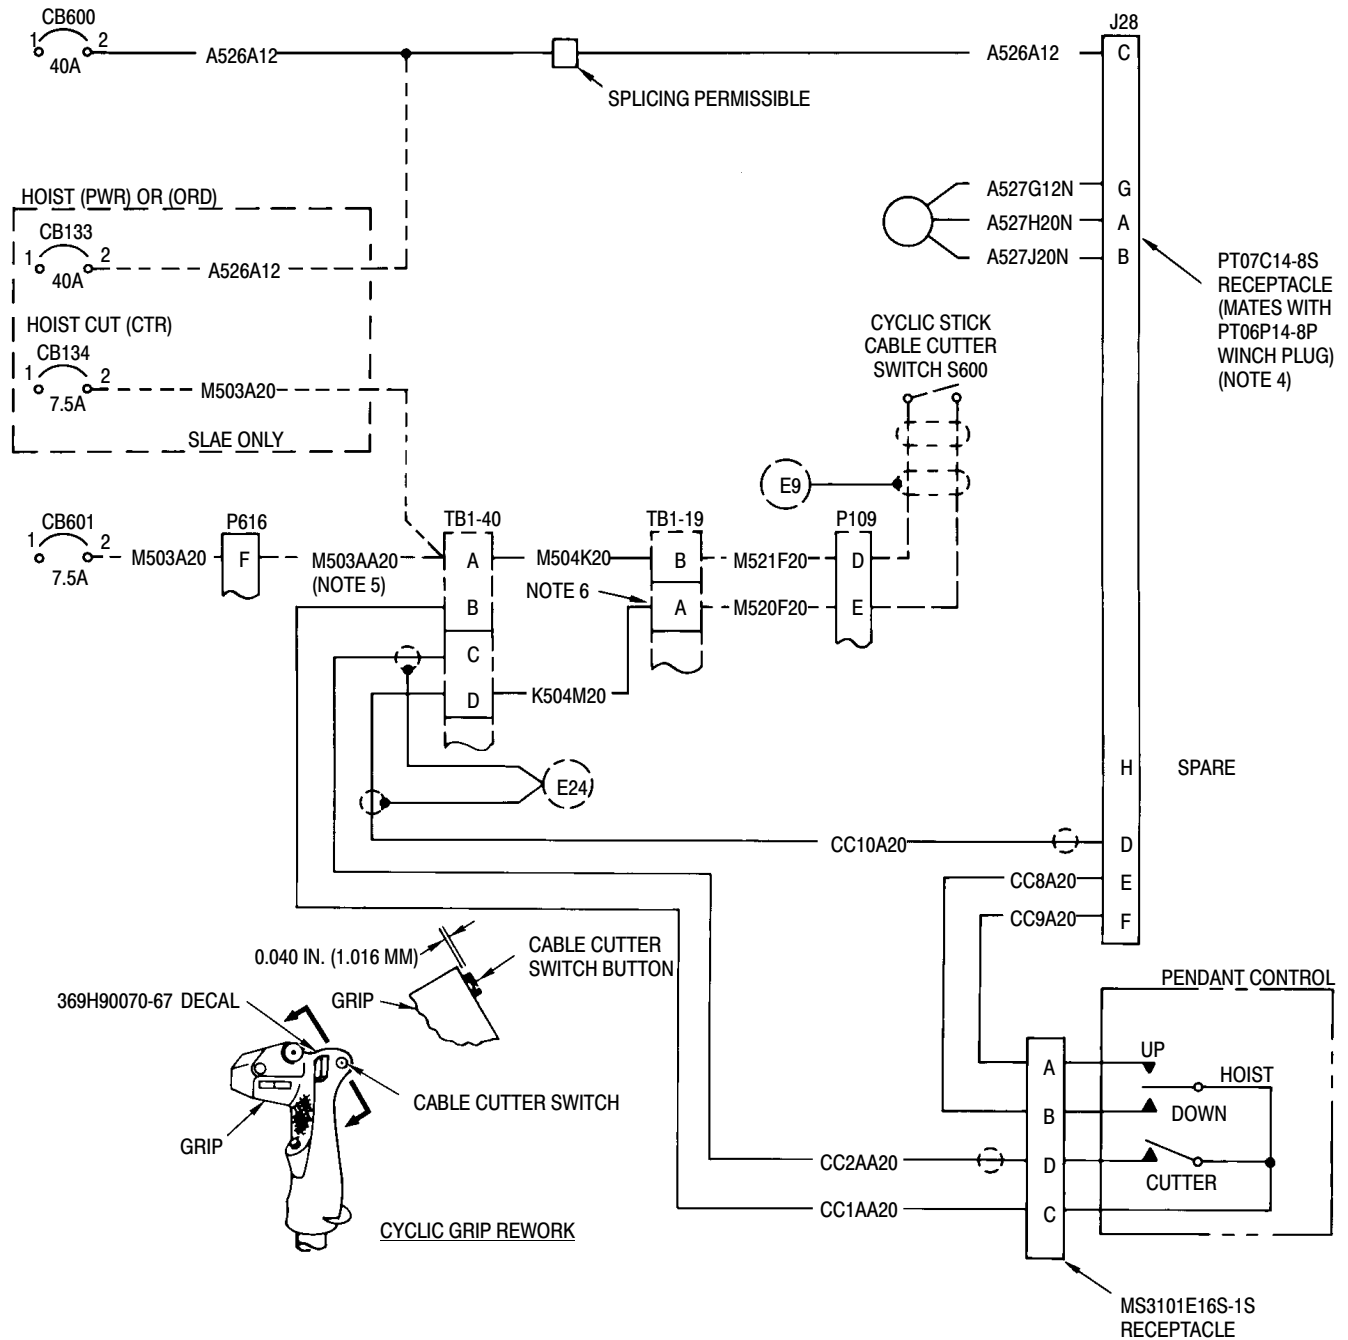 CB600
J28
1
2
40A
A526A12
A526A12
C
SPLICING PERMISSIBLE
HOIST (PWR) OR (ORD)
CB133
1
2
40A
A526A12
HOIST CUT (CTR)
CB134
1
2
7.5A
M503A20
SLAE ONLY
A527G12N
G
A527H20N
A
A527J20N
B
PT07C14-8S
RECEPTACLE
(MATES WITH
PT06P14-8P
WINCH PLUG)
(NOTE 4)
CYCLIC STICK
CABLE CUTTER
SWITCH S600
E9
CB601
1
2
7.5A
M503A20
P616
F
M503AA20
(NOTE 5)
TB1-40
A
B
C
D
M504K20
NOTE 6
K504M20
TB1-19
B
A
M521F20
M520F20
P109
D
E
E24
H
SPARE
CC10A20
D
CC8A20
E
CC9A20
F
0.040 IN. (1.016 MM)
CABLE CUTTER
SWITCH BUTTON
GRIP
369H90070-67 DECAL
CABLE CUTTER SWITCH
GRIP
CYCLIC GRIP REWORK
PENDANT CONTROL
A
UP
HOIST
B
DOWN
CC2AA20
D
CUTTER
CC1AA20
C
MS3101E16S-1S
RECEPTACLE